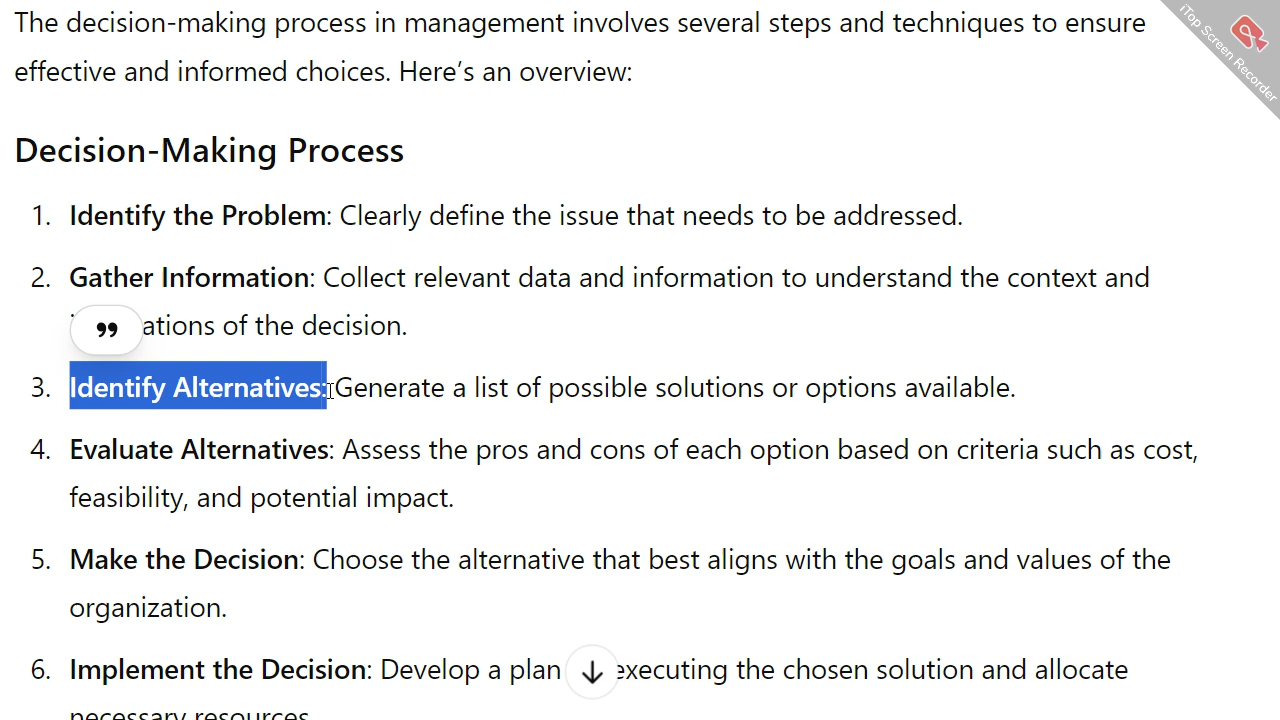 The decision-making process in management involves several steps and techniques to ensure
effective and informed choices. Here's an overview:
iTop Screen Recorder
Decision-Making Process
1. Identify the Problem: Clearly define the issue that needs to be addressed.
2. Gather Information: Collect relevant data and information to understand the context and
of the decision.
3. Identify Alternatives: Generate a list of possible solutions or options available.
4. Evaluate Alternatives: Assess the pros and cons of each option based on criteria such as cost,
feasibility, and potential impact.
5. Make the Decision: Choose the alternative that best aligns with the goals and values of the
organization.
6. Implement the Decision: Develop a plan executing the chosen solution and allocate
necessary resources.